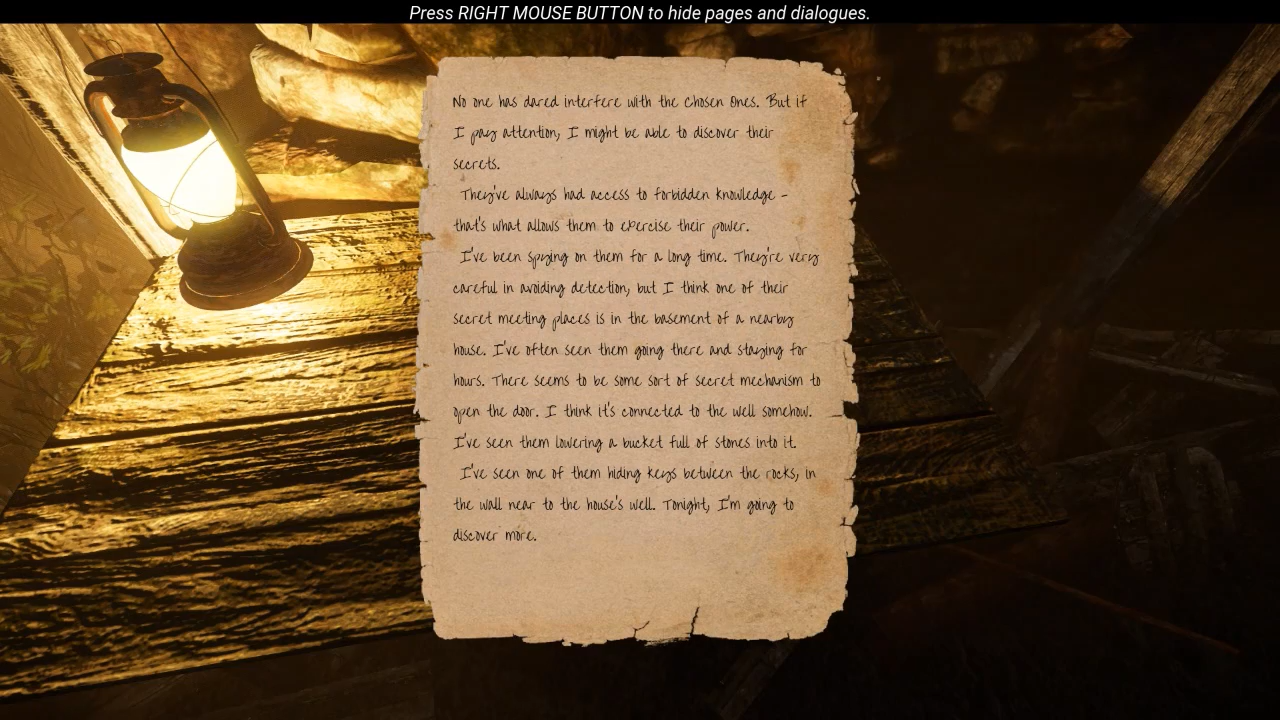 Press RIGHT MOUSE BUTTON to hide pages and dialogues.
No one has dared interfere with the Chosen Ones. But if
I pay attention, I might be able to discover their
secrets.
They've always had access to forbidden knowledge -
that's what allows them to exercise their power.
I've been spying on them for a long time. They're very
careful in avoiding detection, but I think one of their
secret meeting places is in the basement of a nearby
house. I've often seen them going there and staying for
hours. There seems to be some sort of secret mechanism to
open the door. I think it's connected to the well somehow.
I've seen them lowering a bucket full of stones into it.
I've seen one of them hiding keys between the rocks, in
the wall near to the house's well. Tonight, I'm going to
discover more.